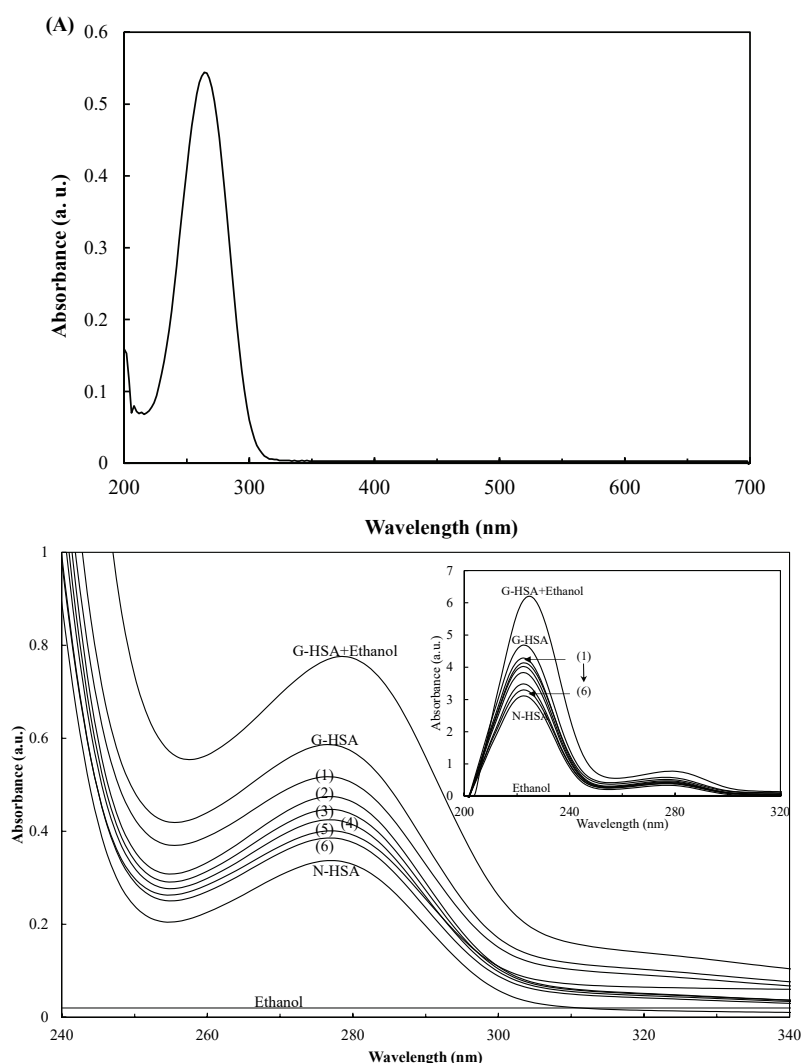 (A)
0.6
0.5
0.4
0.3
0.2
0.1
0
Absorbance (a. u.)
200 300 400 500 600 700
Wavelength (nm)
1
0.8
0.6
0.4
0.2
0
Absorbance (a.u.)
G-HSA+Ethanol
G-HSA
(1)
(2)
(3)
(4)
(5)
(6)
N-HSA
Ethanol
240 260 280 300 320 340
Wavelength (nm)
7
6
5
4
3
2
1
0
Absorbance (a.u.)
G-HSA+Ethanol
G-HSA
(1)
(6)
N-HSA
Ethanol
200 240 280 320
Wavelength (nm)